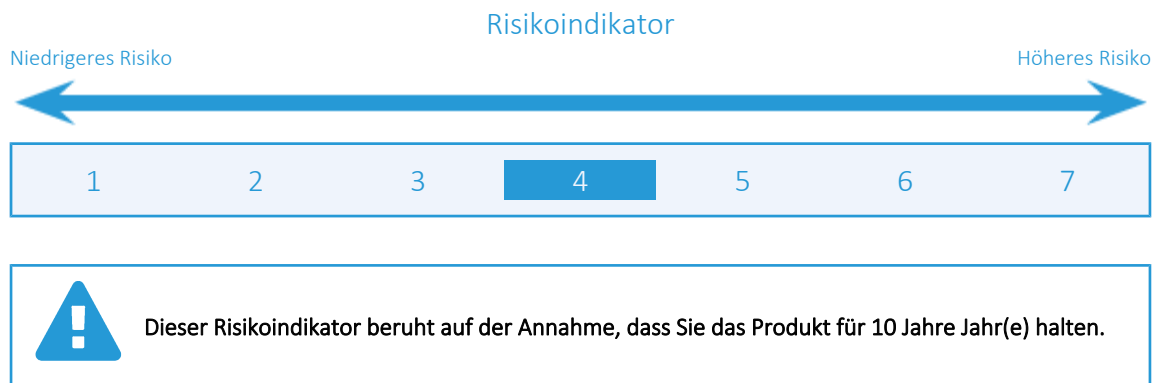 Risikoindikator
Niedrigeres Risiko Höheres Risiko
1 2 3 4 5 6 7
Dieser Risikoindikator beruht auf der Annahme, dass Sie das Produkt für 10 Jahre Jahr(e) halten.